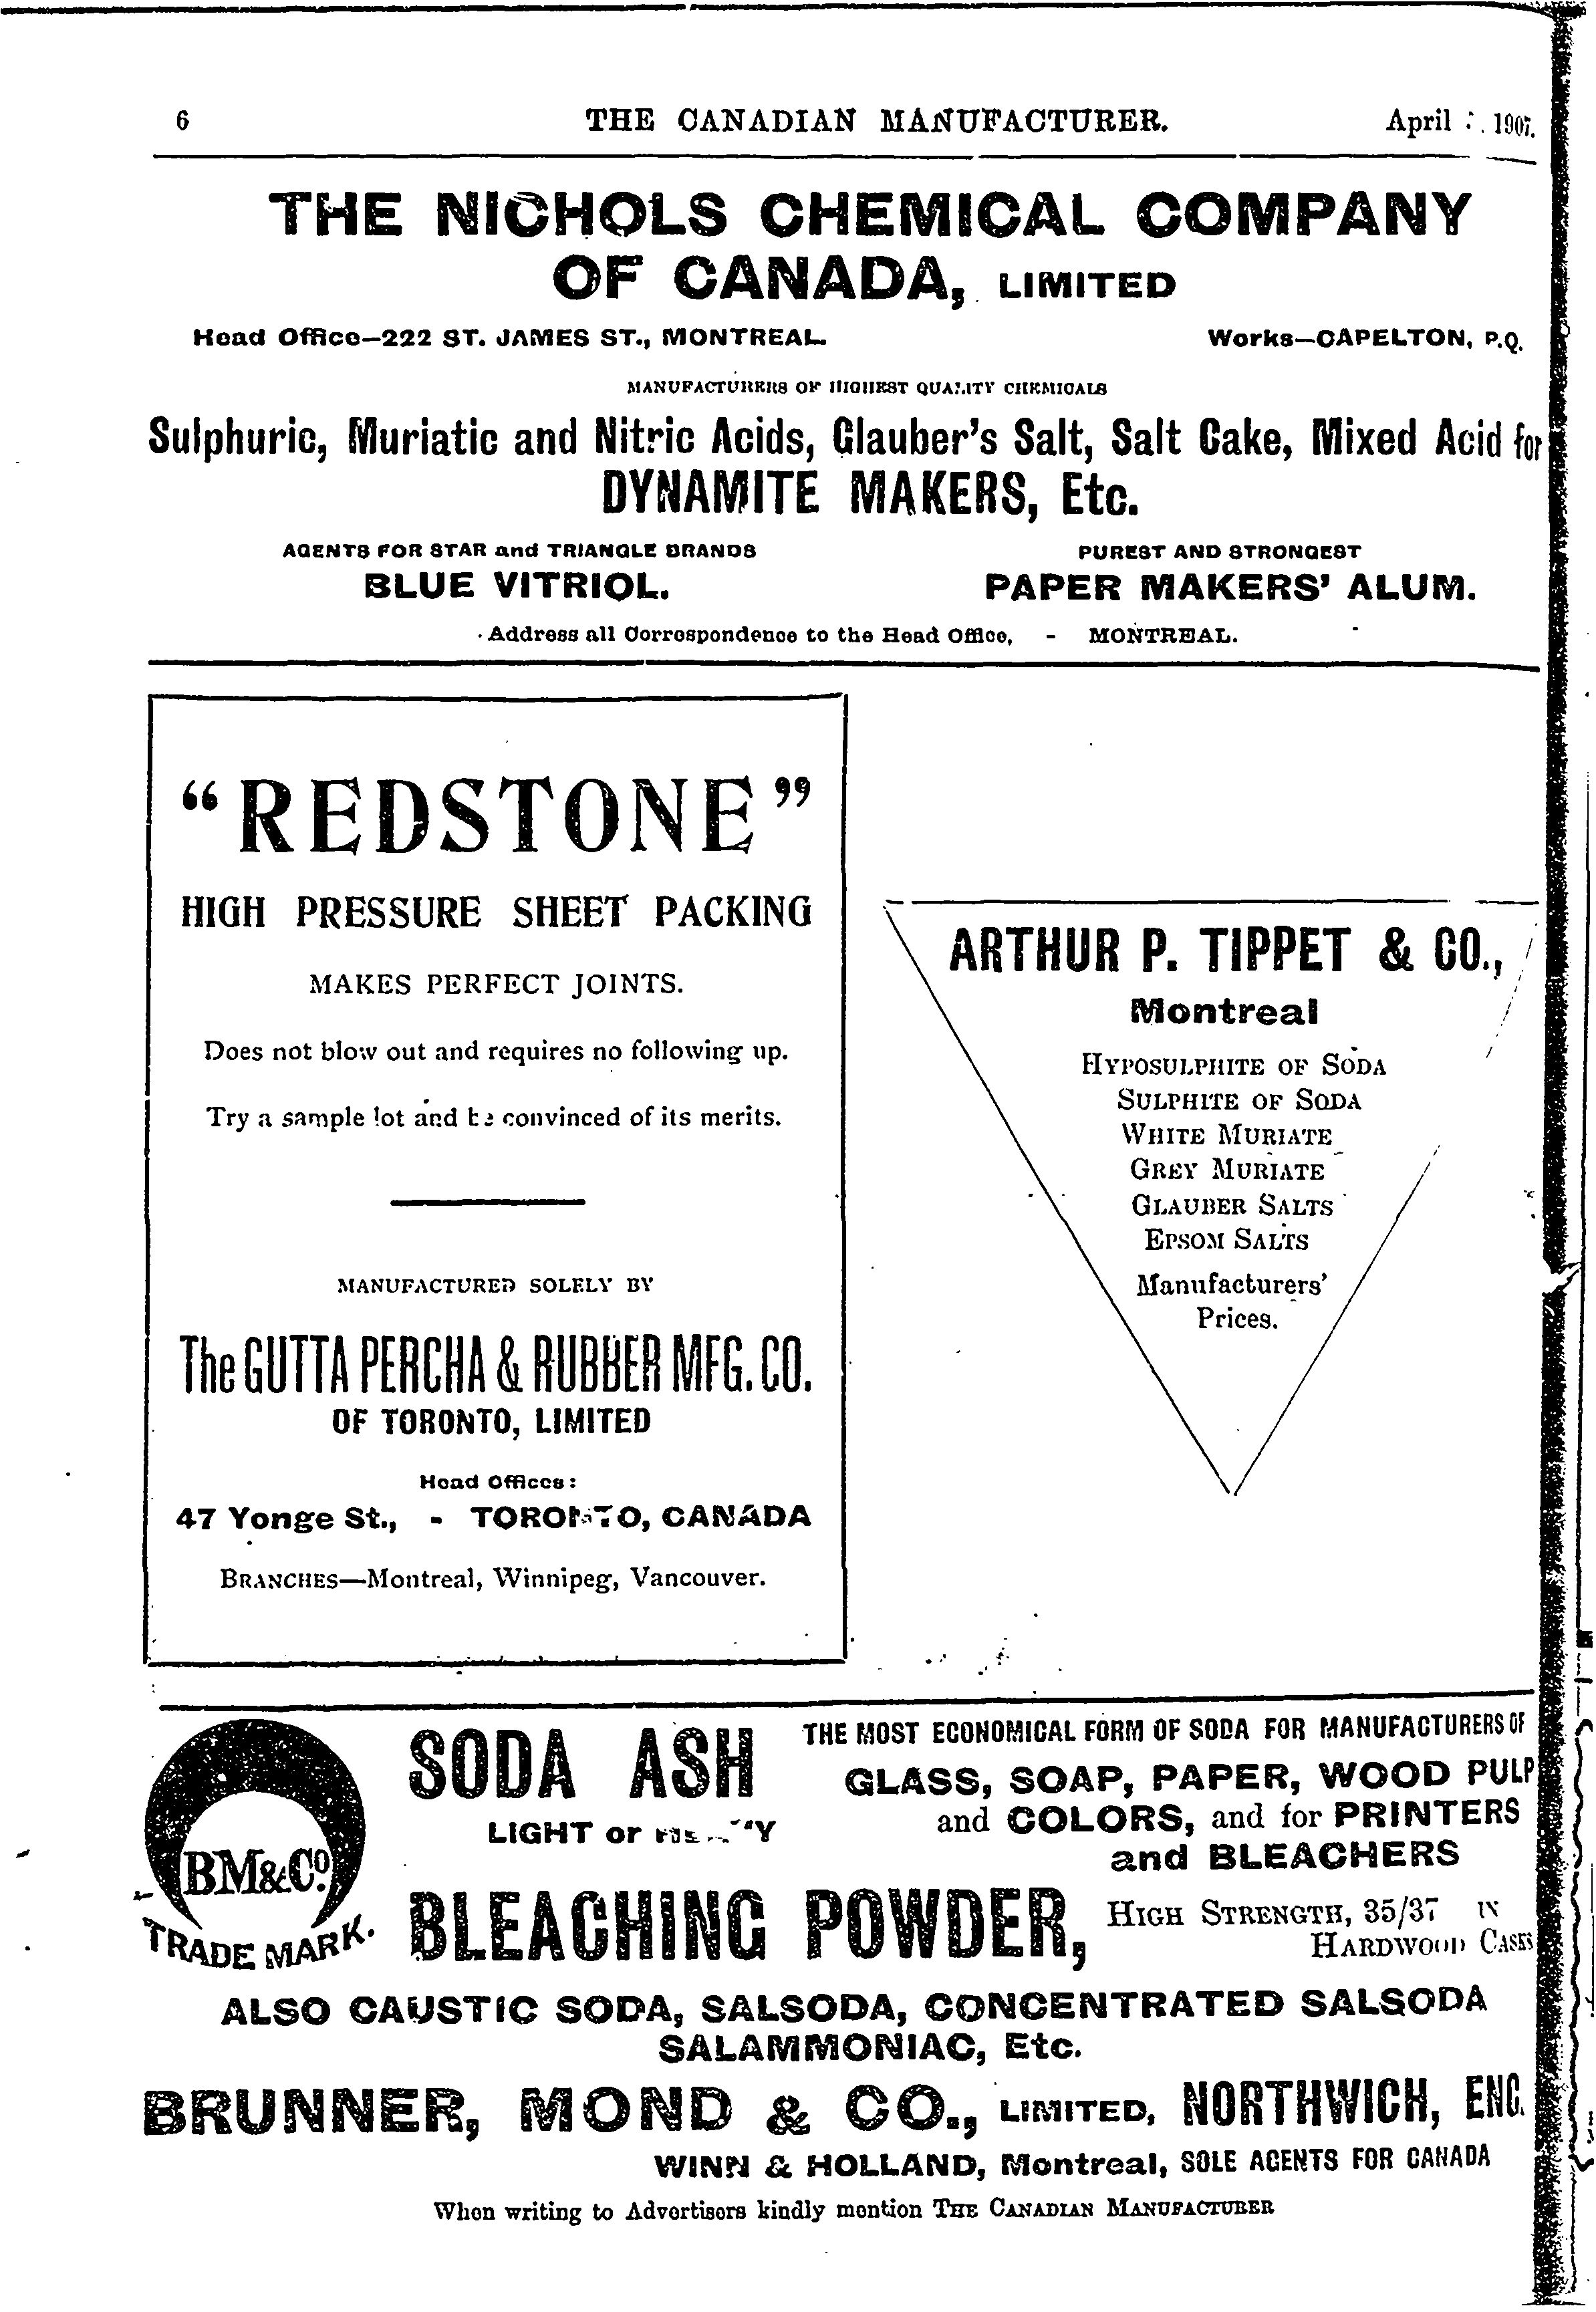 6 THE CANADIAN MANUFACTURER. April 1907.
THE NICHOLS CHEMICAL COMPANY
OF CANADA, LIMITED
Head Office—222 ST. JAMES ST., MONTREAL. Works—CAPELTON, P.Q.
MANUFACTURERS OF HIGHEST QUALITY CHEMICALS
Sulphuric, Muriatic and Nitric Acids, Glauber's Salt, Salt Cake, Mixed Acid for
DYNAMITE MAKERS, Etc.
AGENTS FOR STAR and TRIANGLE BRANDS
BLUE VITRIOL.
PUREST AND STRONGEST
PAPER MAKERS' ALUM.
Address all Correspondence to the Head Office, - MONTREAL.
"REDSTONE"
HIGH PRESSURE SHEET PACKING
MAKES PERFECT JOINTS.
Does not blow out and requires no following up.
Try a sample lot and be convinced of its merits.
MANUFACTURED SOLELY BY
The GUTTA PERCHA & RUBBER MFG. CO.
OF TORONTO, LIMITED
Head Offices:
47 Yonge St., - TORONTO, CANADA
BRANCHES—Montreal, Winnipeg, Vancouver.
ARTHUR P. TIPPET & CO.,
Montreal
HYPOSULPHITE OF SODA
SULPHITE OF SODA
WHITE MURIATE
GREY MURIATE
GLAUBER SALTS
EPSOM SALTS
Manufacturers'
Prices.
BM&Co.
TRADE MARK.
SODA ASH
LIGHT or HEAVY
THE MOST ECONOMICAL FORM OF SODA FOR MANUFACTURERS OF
GLASS, SOAP, PAPER, WOOD PULP
and COLORS, and for PRINTERS
and BLEACHERS
BLEACHING POWDER,
HIGH STRENGTH, 35/37 IN
HARDWOOD CASKS
ALSO CAUSTIC SODA, SALSODA, CONCENTRATED SALSODA
SALAMMONIAC, Etc.
BRUNNER, MOND & CO., LIMITED, NORTHWICH, ENG.
WINN & HOLLAND, Montreal, SOLE AGENTS FOR CANADA
When writing to Advertisers kindly mention THE CANADIAN MANUFACTURER